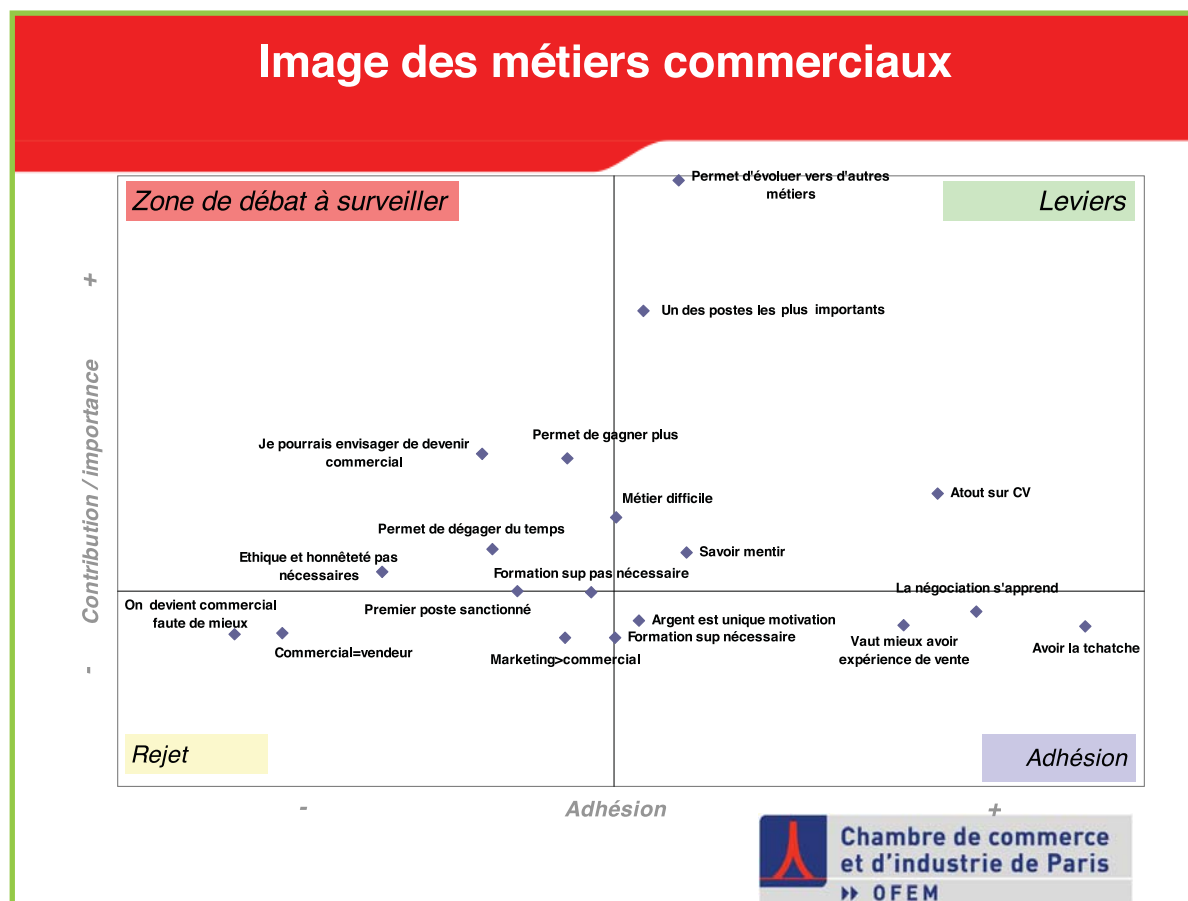 Image des métiers commerciaux
Zone de débat à surveiller
Permet d'évoluer vers d'autres
métiers
Leviers
+
Un des postes les plus importants
Contribution / importance
Permet de gagner plus
Je pourrais envisager de devenir
commercial
Métier difficile
Atout sur CV
Permet de dégager du temps
Savoir mentir
Ethique et honnêteté pas
nécessaires
Formation sup pas nécessaire
La négociation s'apprend
On devient commercial
faute de mieux
Premier poste sanctionné
Argent est unique motivation
Formation sup nécessaire
Vaut mieux avoir
expérience de vente
Avoir la tchatche
Commercial=vendeur
Marketing>commercial
-
Rejet
Adhésion
-
Adhésion
+
Chambre de commerce
et d'industrie de Paris
OFEM